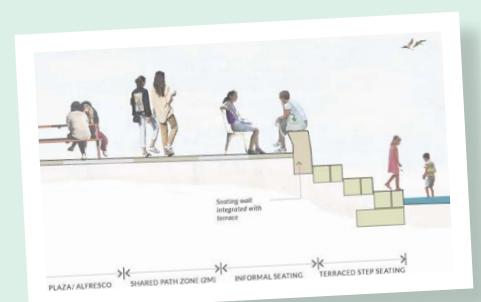 Seating wall
integrated with
terrace
PLAZA/ ALFRESCO
SHARED PATH ZONE (2M)
INFORMAL SEATING
TERRACED STEP SEATING